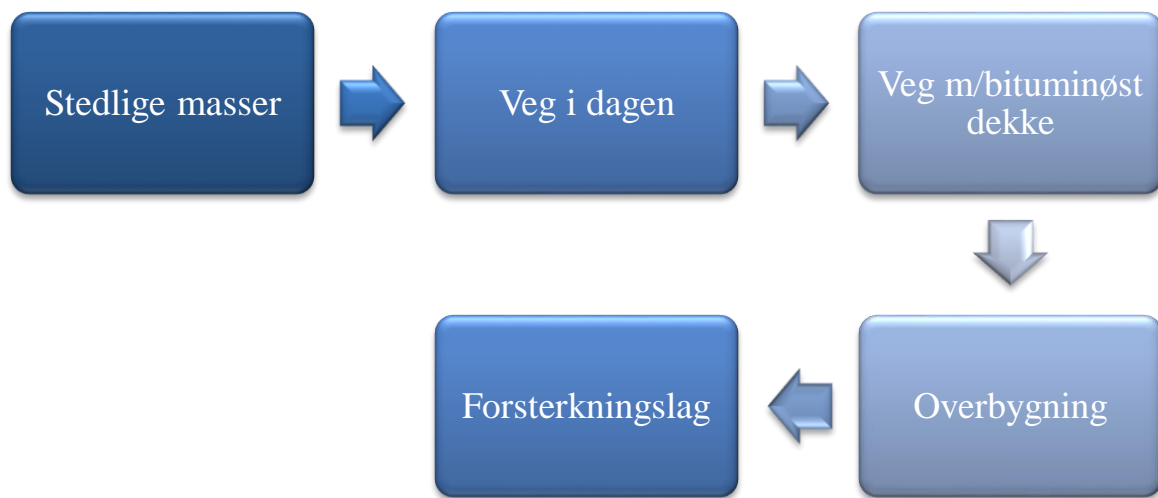 Stedlige masser
Veg i dagen
Veg m/bituminøst
dekke
Overbygning
Forsterkningslag